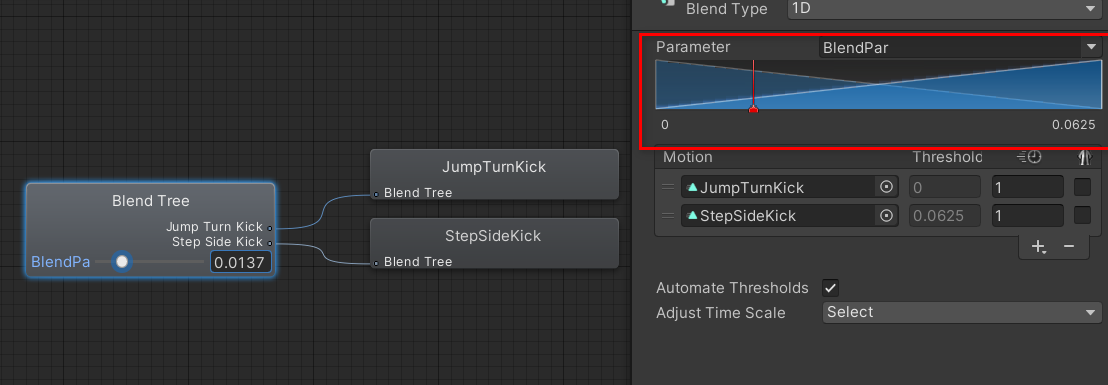 Blend Type 1D
Parameter BlendPar
0 0.0625
Motion Threshold
JumpTurnKick 0 1
StepSideKick 0.0625 1
Automate Thresholds
Adjust Time Scale Select
Blend Tree
Jump Turn Kick
Step Side Kick
BlendPa 0.0137
JumpTurnKick
Blend Tree
StepSideKick
Blend Tree